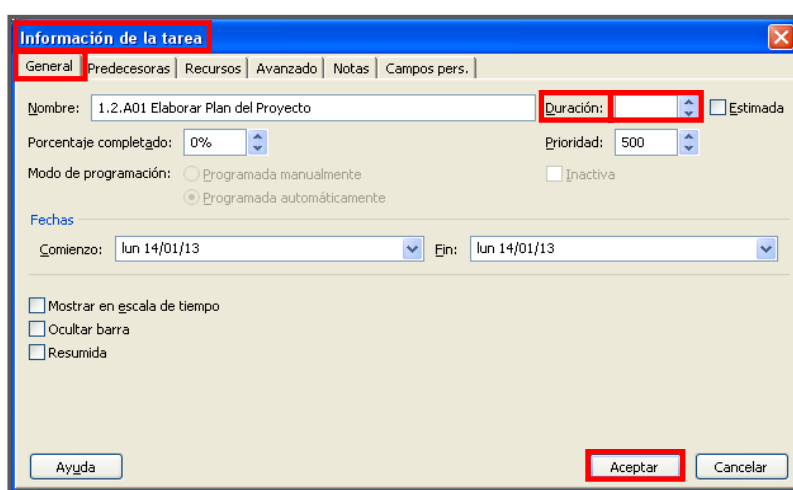 Información de la tarea
General Predecesoras Recursos Avanzado Notas Campos pers.
Nombre: 1.2.A01 Elaborar Plan del Proyecto Duración: Estimada
Porcentaje completado: 0% Prioridad: 500
Modo de programación: Programada manualmente Inactiva
Programada automáticamente
Fechas
Comienzo: lun 14/01/13 Fin: lun 14/01/13
Mostrar en escala de tiempo
Ocultar barra
Resumida
Ayuda Aceptar Cancelar